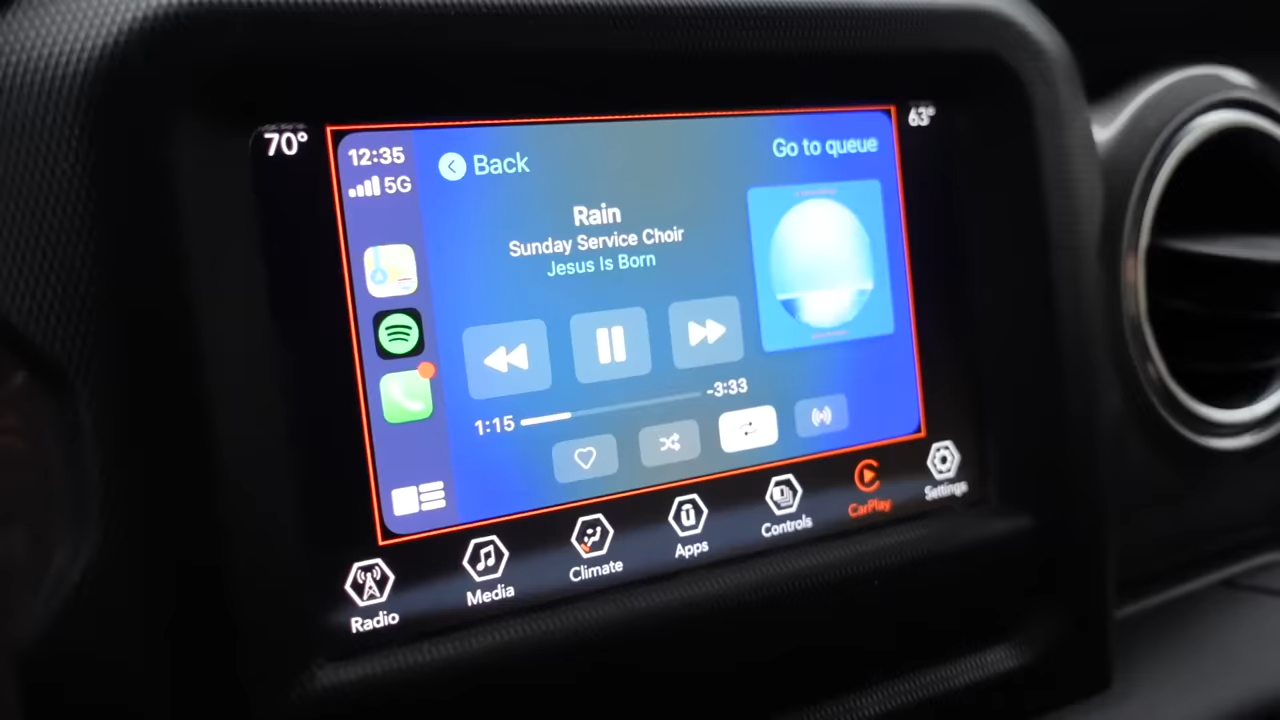 70°
63°
12:35
5G
Back
Go to queue
Rain
Sunday Service Choir
Jesus Is Born
1:15
-3:33
Radio
Media
Climate
Apps
Controls
CarPlay
Settings